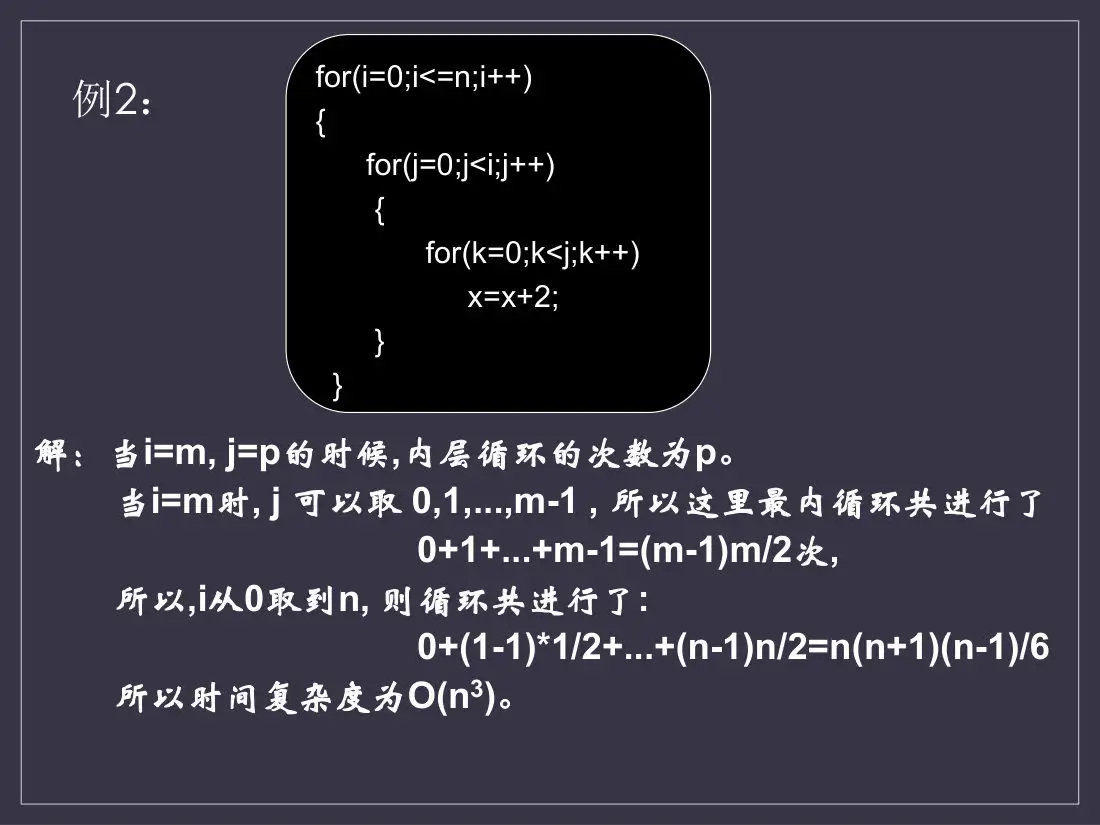 例2：
for(i=0;i<=n;i++)
{
for(j=0;j<i;j++)
{
for(k=0;k<j;k++)
x=x+2;
}
}
解：当i=m, j=p的时候,内层循环的次数为p。
当i=m时, j 可以取 0,1,...,m-1 , 所以这里最内循环共进行了
0+1+...+m-1=(m-1)m/2次,
所以,i从0取到n, 则循环共进行了:
0+(1-1)*1/2+...+(n-1)n/2=n(n+1)(n-1)/6
所以时间复杂度为O(n³)。